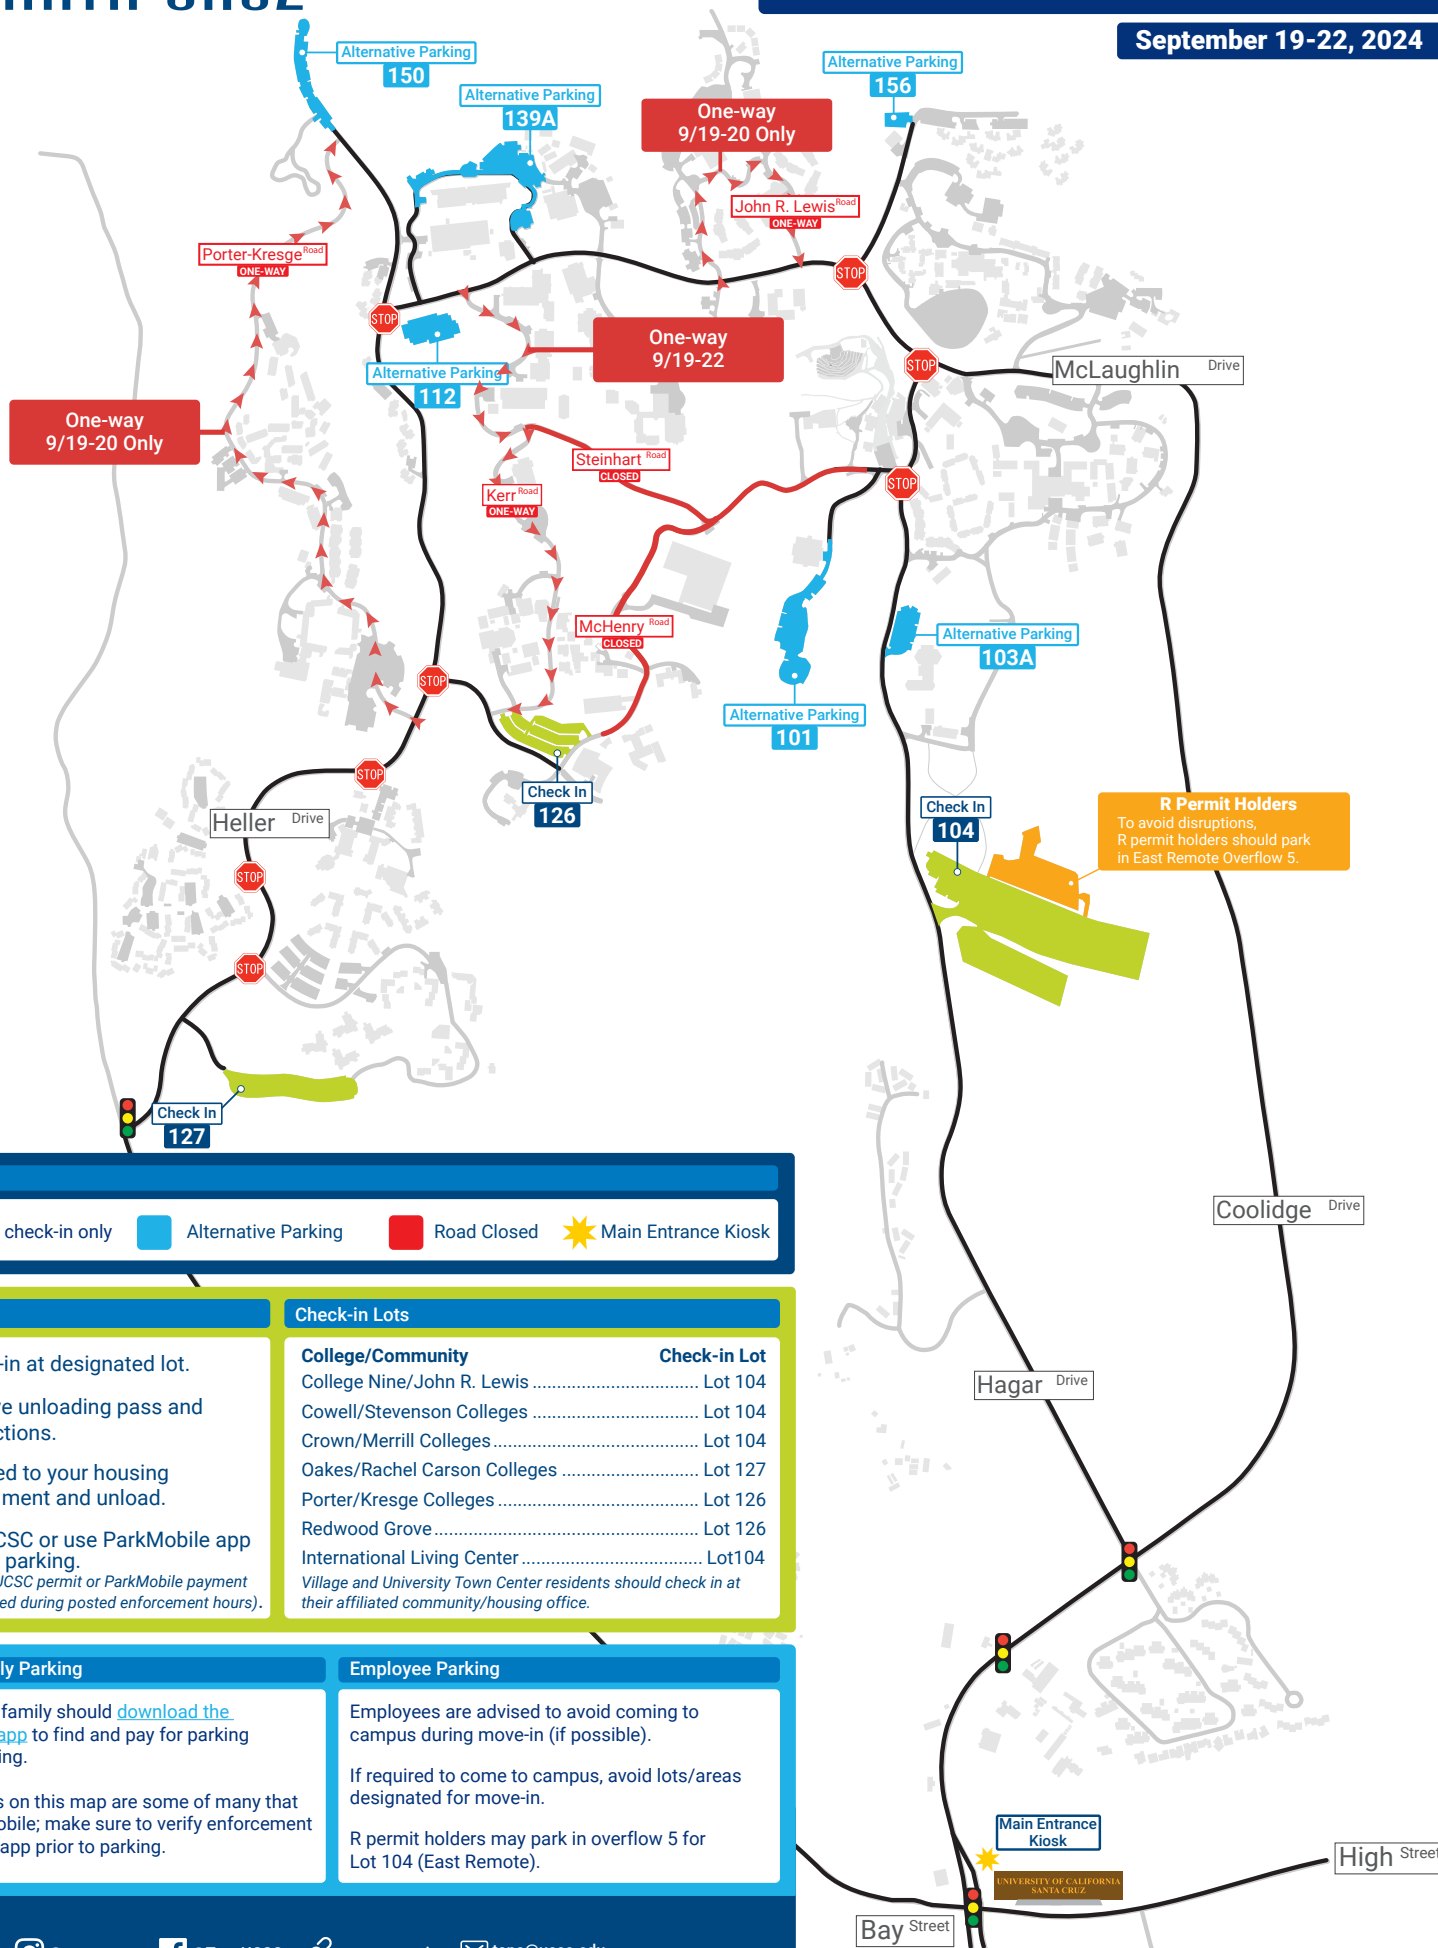 September 19-22, 2024
Alternative Parking
150
Alternative Parking
139A
One-way
9/19-20 Only
Alternative Parking
156
John R. Lewis Road
ONE-WAY
Porter-Kresge Road
ONE-WAY
STOP
STOP
One-way
9/19-22
Alternative Parking
112
STOP
McLaughlin Drive
One-way
9/19-20 Only
Steinhart Road
CLOSED
Kerr Road
ONE-WAY
STOP
McHenry Road
CLOSED
Alternative Parking
103A
STOP
Alternative Parking
101
STOP
Check In
126
Heller Drive
Check In
104
R Permit Holders
To avoid disruptions,
R permit holders should park
in East Remote Overflow 5.
STOP
STOP
Check In
127
check-in only
Alternative Parking
Road Closed
Main Entrance Kiosk
Coolidge Drive
Hagar Drive
-in at designated lot.
unloading pass and
ment and unload.
ed to your housing
CSC or use ParkMobile app
parking.
UCSC permit or ParkMobile payment
ed during posted enforcement hours).
Check-in Lots
College/Community Check-in Lot
College Nine/John R. Lewis ................................ Lot 104
Cowell/Stevenson Colleges ................................ Lot 104
Crown/Merrill Colleges....................................... Lot 104
Oakes/Rachel Carson Colleges .......................... Lot 127
Porter/Kresge Colleges ...................................... Lot 126
Redwood Grove.................................................. Lot 126
International Living Center.................................. Lot104
Village and University Town Center residents should check in at
their affiliated community/housing office.
ly Parking
family should download the
app to find and pay for parking
ing.
s on this map are some of many that
obile; make sure to verify enforcement
app prior to parking.
Employee Parking
Employees are advised to avoid coming to
campus during move-in (if possible).
If required to come to campus, avoid lots/areas
designated for move-in.
R permit holders may park in overflow 5 for
Lot 104 (East Remote).
Main Entrance
Kiosk
UNIVERSITY OF CALIFORNIA
SANTA CRUZ
High Street
Bay Street